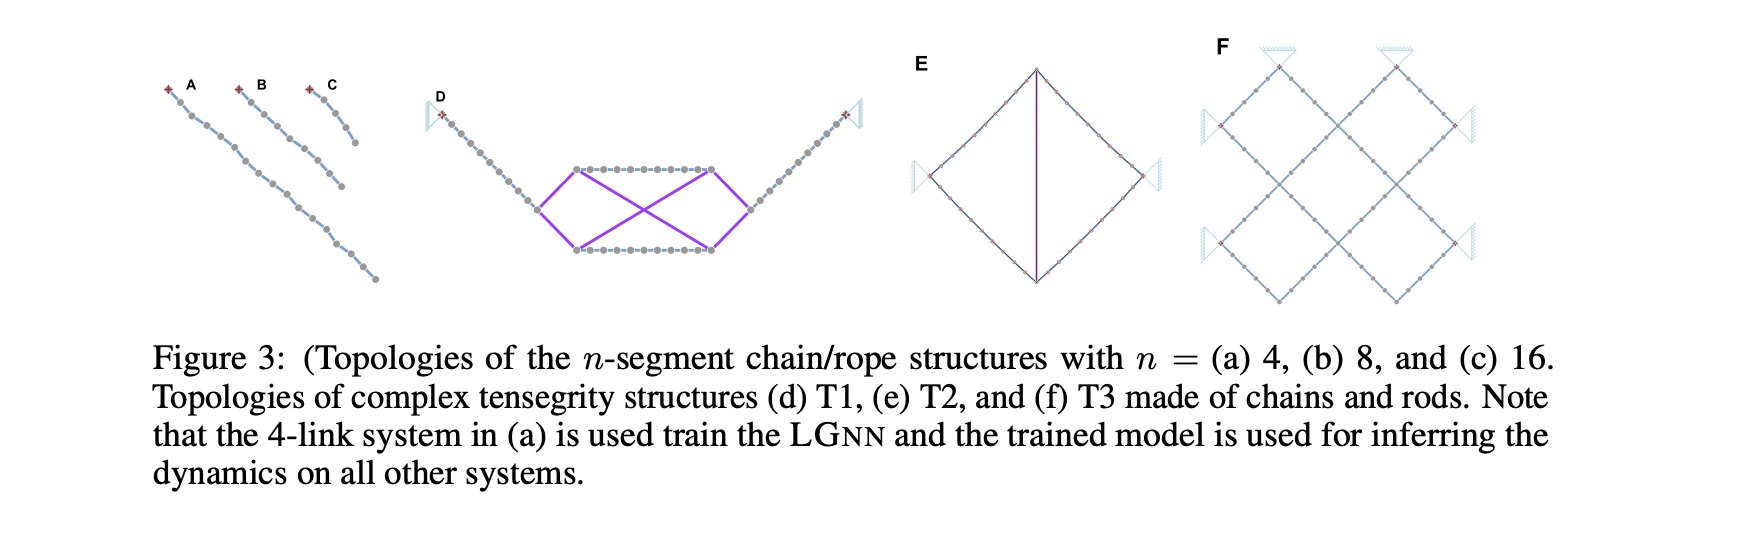 A
B
C
D
E
F
Figure 3: (Topologies of the n-segment chain/rope structures with n = (a) 4, (b) 8, and (c) 16.
Topologies of complex tensegrity structures (d) T1, (e) T2, and (f) T3 made of chains and rods. Note
that the 4-link system in (a) is used train the LGNN and the trained model is used for inferring the
dynamics on all other systems.